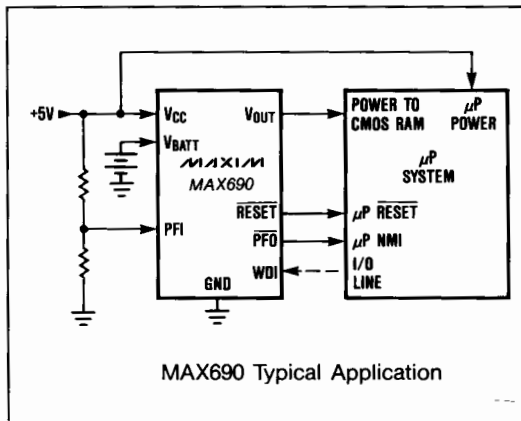 +5V
VCC
VBATT
PFI
VOUT
MAXIM
MAX690
RESET
PFO
WDI
GND
POWER TO
CMOS RAM
μP
POWER
μP
SYSTEM
μP RESET
μP NMI
I/O
LINE
MAX690 Typical Application